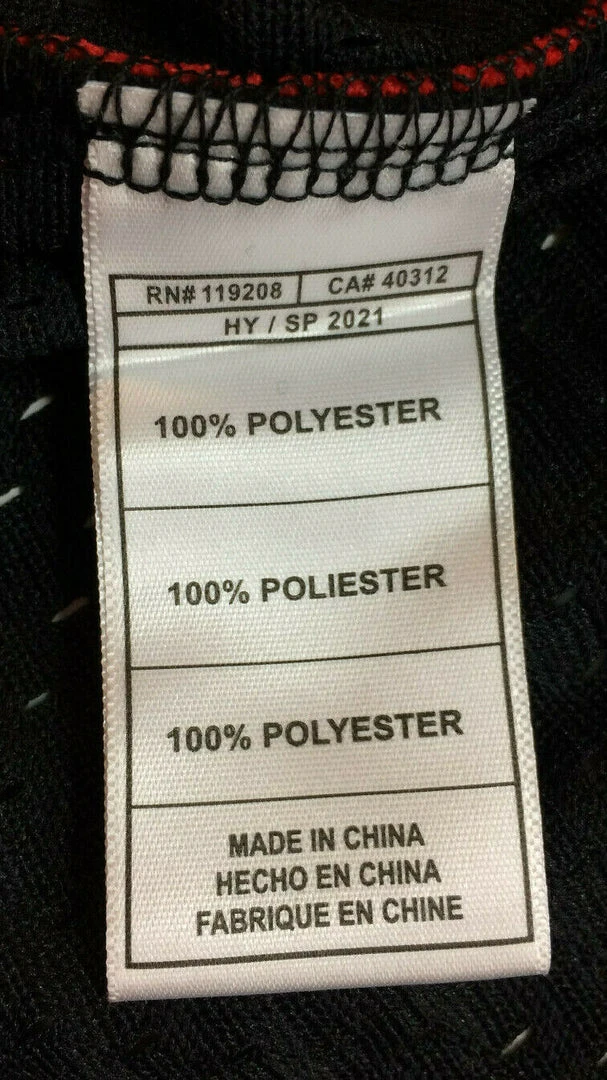 RN# 119208 CA# 40312
HY / SP 2021
100% POLYESTER
100% POLIESTER
100% POLYESTER
MADE IN CHINA
HECHO EN CHINA
FABRIQUE EN CHINE